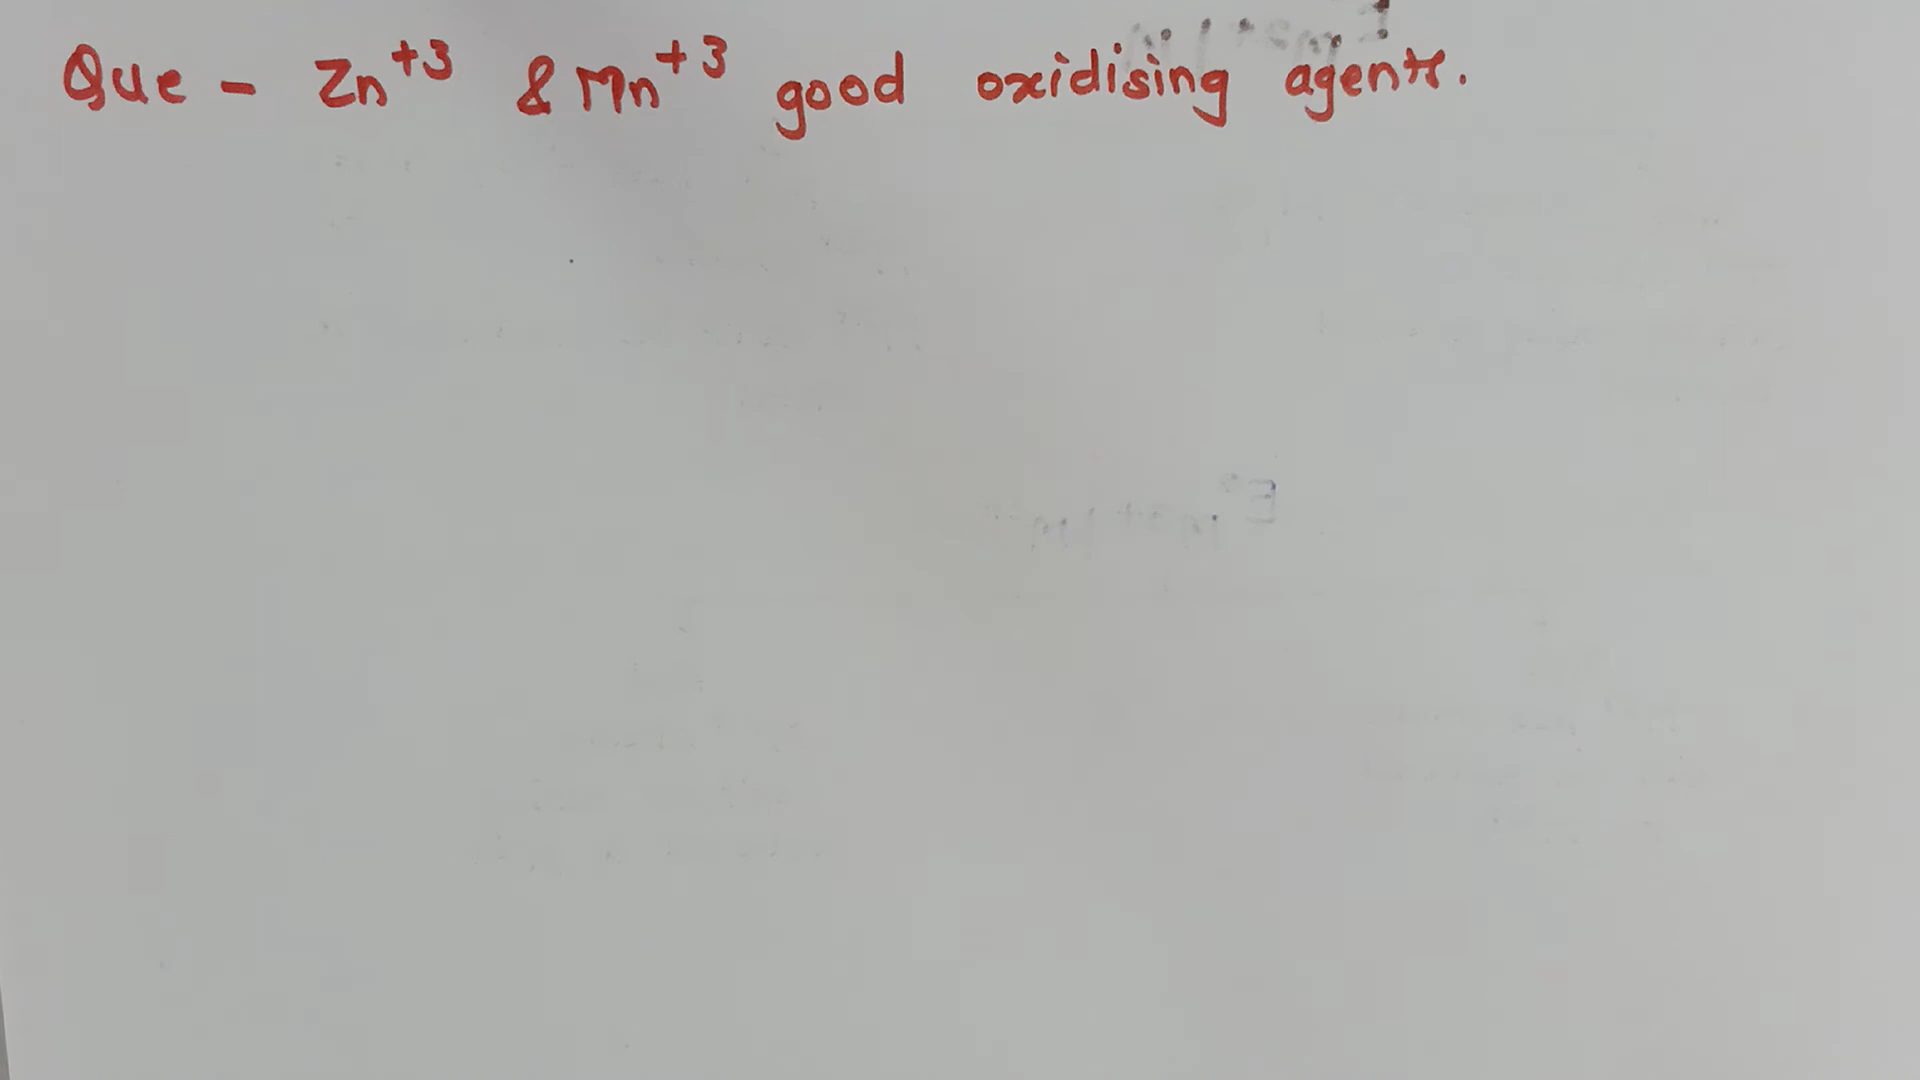 Que - Zn+3 & Mn+3 good oxidising agents.